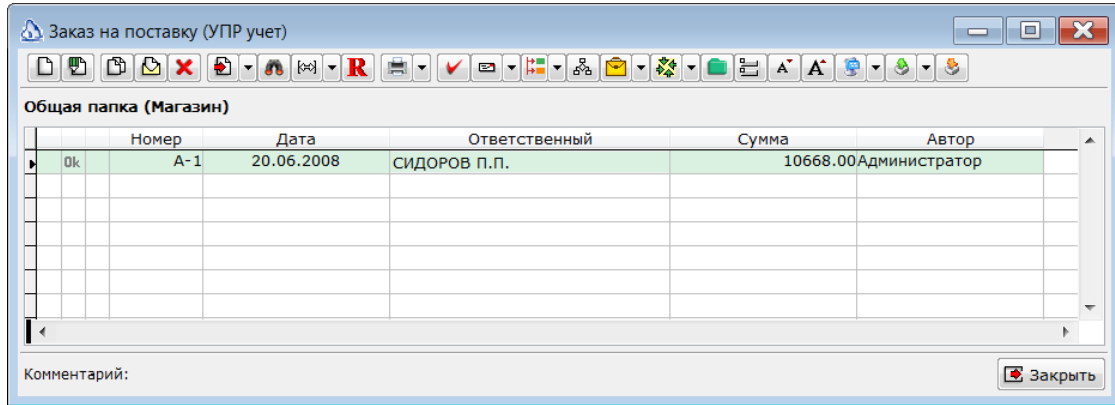 Заказ на поставку (УПР учет)
R A A
Общая папка (Магазин)
Номер Дата Ответственный Сумма Автор
Ok А-1 20.06.2008 СИДОРОВ П.П. 10668.00 Администратор
Комментарий: Закрыть